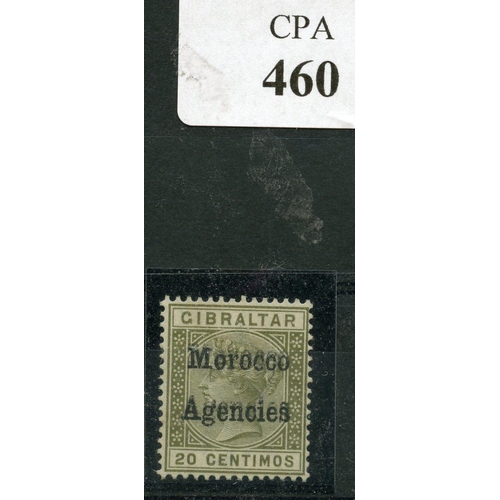 CPA
460
GIBRALTAR
Morocco
Agencies
20 CENTIMOS